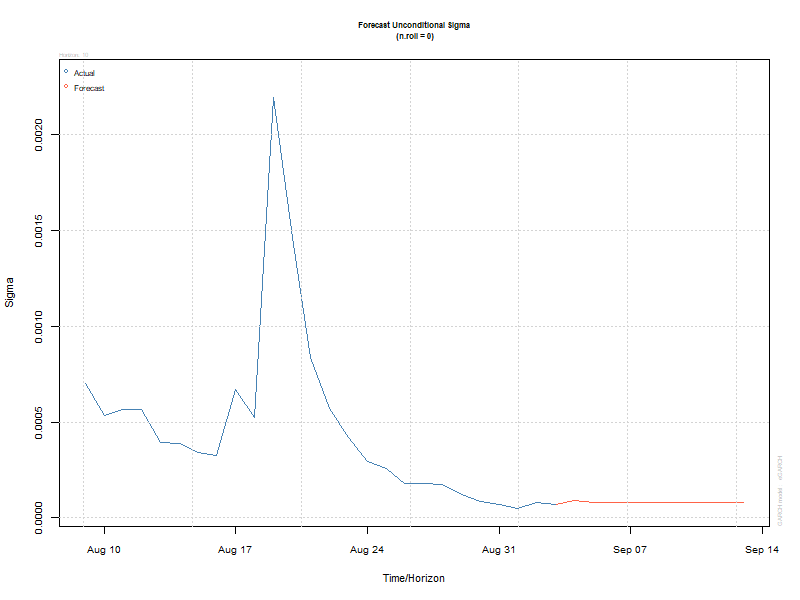 Forecast Unconditional Sigma
(n.roll = 0)
Horizon: 10
Actual
Forecast
Sigma
0.0000
0.0005
0.0010
0.0015
0.0020
Aug 10
Aug 17
Aug 24
Aug 31
Sep 07
Sep 14
Time/Horizon
GARCH model :